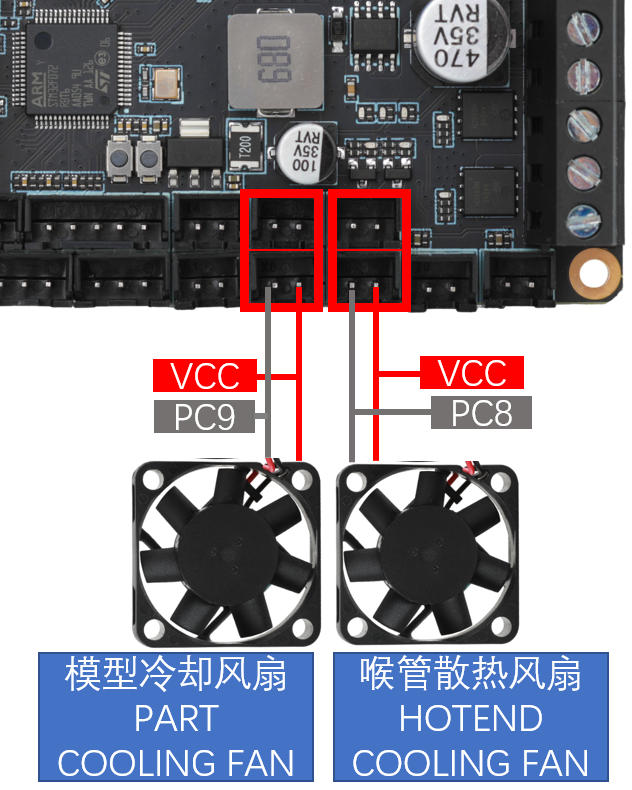 ARM
STM32F072
680
470
35V
RVT
T200
100
35V
RVT
VCC
VCC
PC9
PC8
模型冷却风扇
PART
COOLING FAN
喉管散热风扇
HOTEND
COOLING FAN